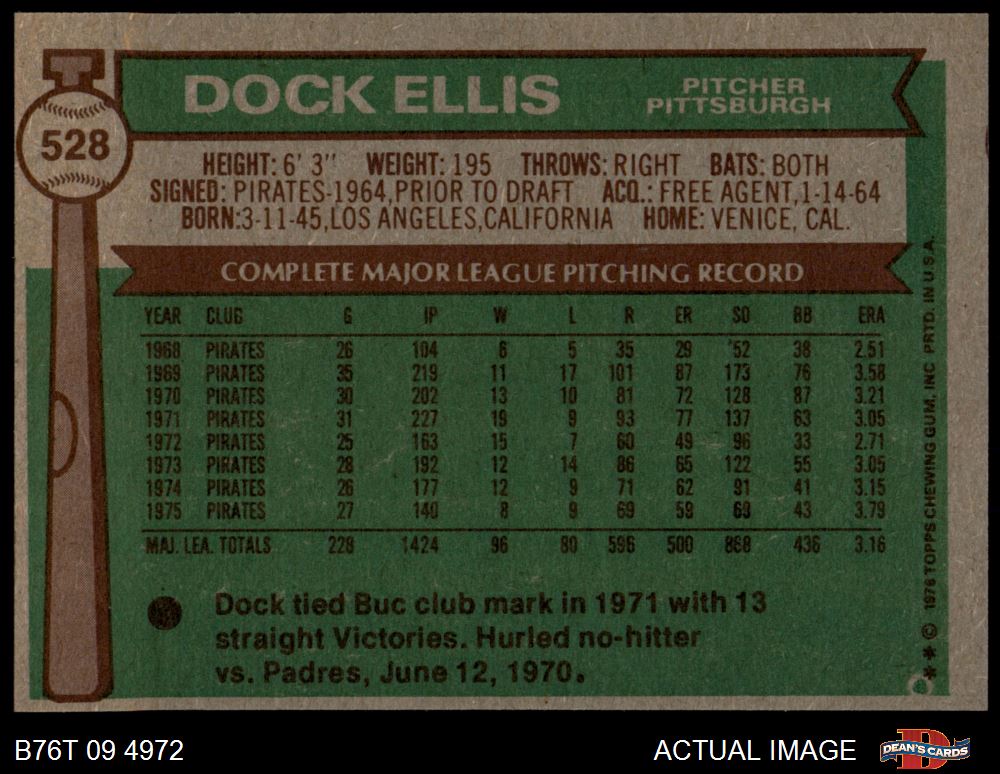 528
DOCK ELLIS
PITCHER
PITTSBURGH
HEIGHT: 6' 3" WEIGHT: 195 THROWS: RIGHT BATS: BOTH
SIGNED: PIRATES-1964,PRIOR TO DRAFT ACQ.: FREE AGENT,1-14-64
BORN:3-11-45,LOS ANGELES,CALIFORNIA HOME: VENICE, CAL.
COMPLETE MAJOR LEAGUE PITCHING RECORD
YEAR CLUB G IP W L R ER SO BB ERA
1968 PIRATES 26 104 6 5 35 29 52 38 2.51
1969 PIRATES 35 219 11 17 101 87 173 76 3.58
1970 PIRATES 30 202 13 10 81 72 128 87 3.21
1971 PIRATES 31 227 19 9 93 77 137 63 3.05
1972 PIRATES 25 163 15 7 60 49 96 33 2.71
1973 PIRATES 28 192 12 14 86 65 122 55 3.05
1974 PIRATES 26 177 12 9 71 62 91 41 3.15
1975 PIRATES 27 140 8 9 69 59 69 43 3.79
MAJ. LEA. TOTALS 228 1424 96 80 596 500 868 436 3.16
Dock tied Buc club mark in 1971 with 13
straight Victories. Hurled no-hitter
vs. Padres, June 12, 1970.
** © 1976 TOPPS CHEWING GUM, INC PRTD. IN U.S.A.
B76T 09 4972
ACTUAL IMAGE
DEAN'S CARDS